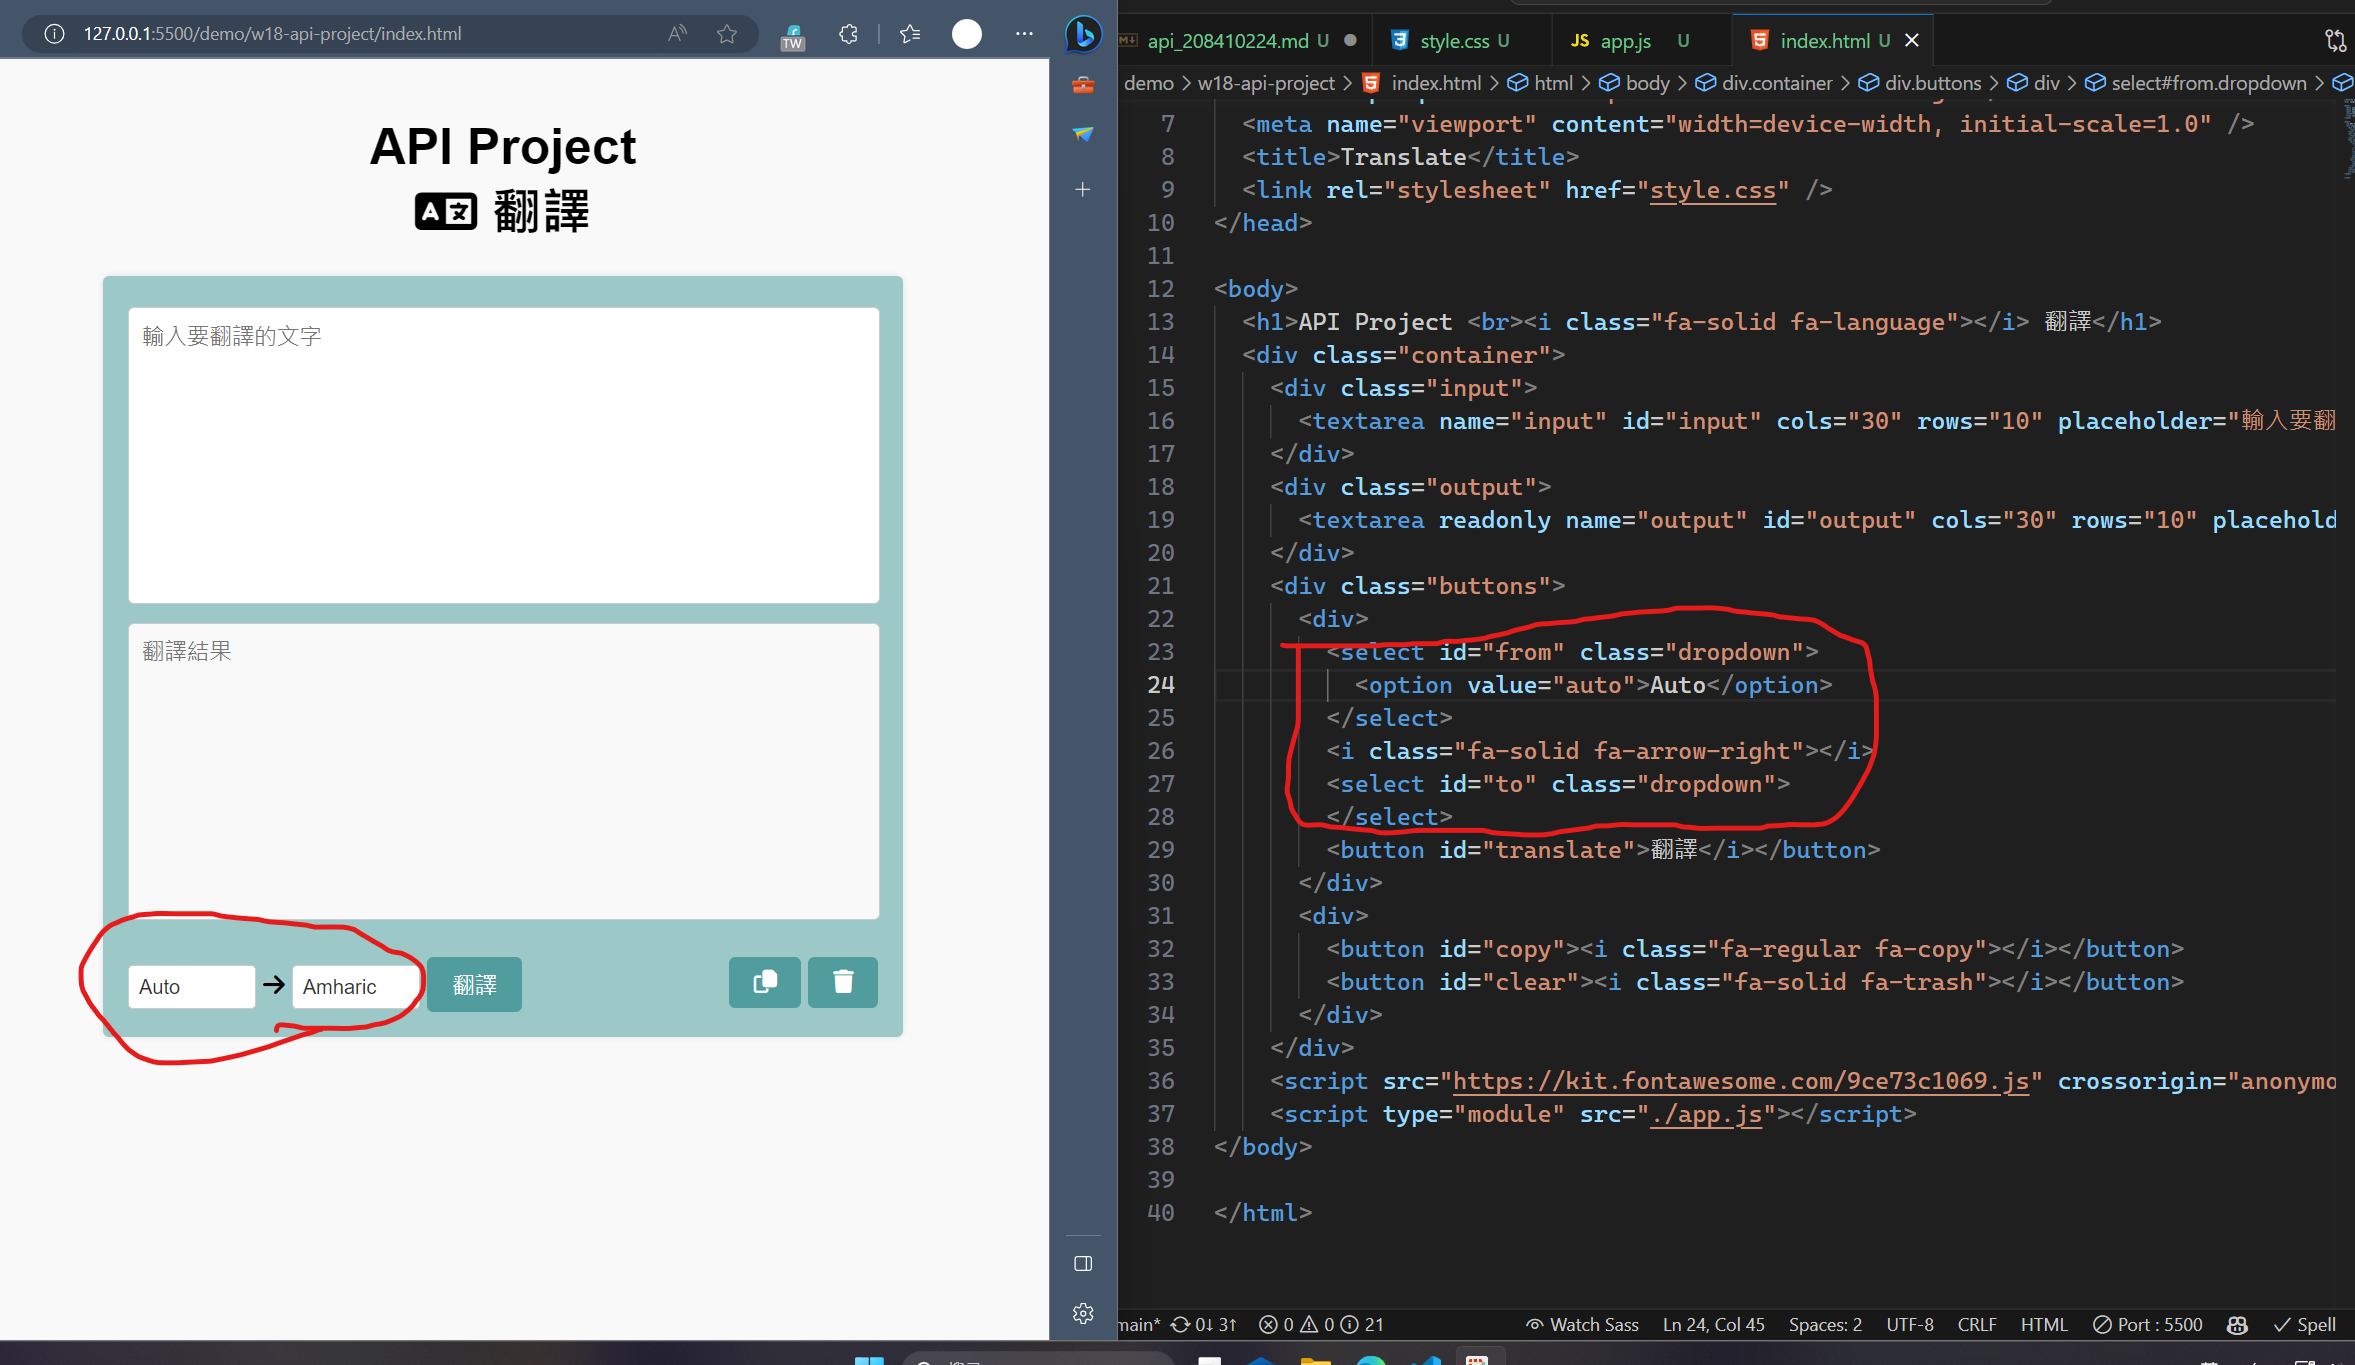 127.0.0.1:5500/demo/w18-api-project/index.html
TW
API Project
翻譯
輸入要翻譯的文字
翻譯結果
Auto
Amharic
翻譯
api_208410224.md U
style.css U
JS app.js U
index.html U
demo > w18-api-project > index.html > html > body > div.container > div.buttons > div > select#from.dropdown >
7 <meta name="viewport" content="width=device-width, initial-scale=1.0" />
8 <title>Translate</title>
9 <link rel="stylesheet" href="style.css" />
10 </head>
11
12 <body>
13 <h1>API Project <br><i class="fa-solid fa-language"></i> 翻譯</h1>
14 <div class="container">
15 <div class="input">
16 <textarea name="input" id="input" cols="30" rows="10" placeholder="輸入要翻
17 </div>
18 <div class="output">
19 <textarea readonly name="output" id="output" cols="30" rows="10" placehold
20 </div>
21 <div class="buttons">
22 <div>
23 <select id="from" class="dropdown">
24 <option value="auto">Auto</option>
25 </select>
26 <i class="fa-solid fa-arrow-right"></i>
27 <select id="to" class="dropdown">
28 </select>
29 <button id="translate">翻譯</i></button>
30 </div>
31 <div>
32 <button id="copy"><i class="fa-regular fa-copy"></i></button>
33 <button id="clear"><i class="fa-solid fa-trash"></i></button>
34 </div>
35 </div>
36 <script src="https://kit.fontawesome.com/9ce73c1069.js" crossorigin="anonymo
37 <script type="module" src="./app.js"></script>
38 </body>
39
40 </html>
main* 0↓ 3↑ 0 0 21 Watch Sass Ln 24, Col 45 Spaces: 2 UTF-8 CRLF HTML Port : 5500 Spell